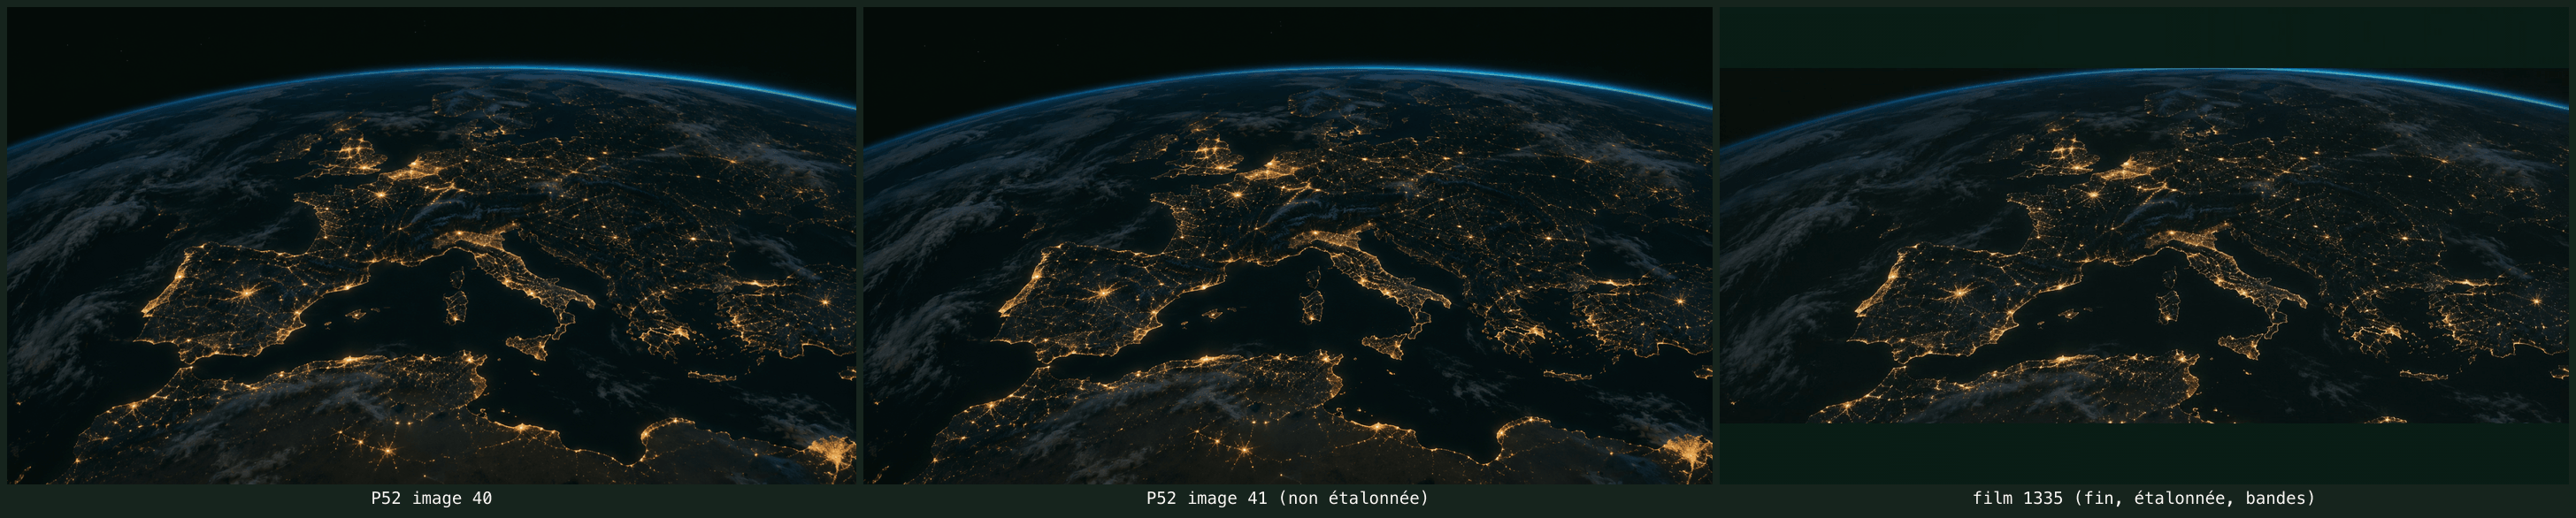 P52 image 40
P52 image 41 (non étalonnée)
film 1335 (fin, étalonnée, bandes)